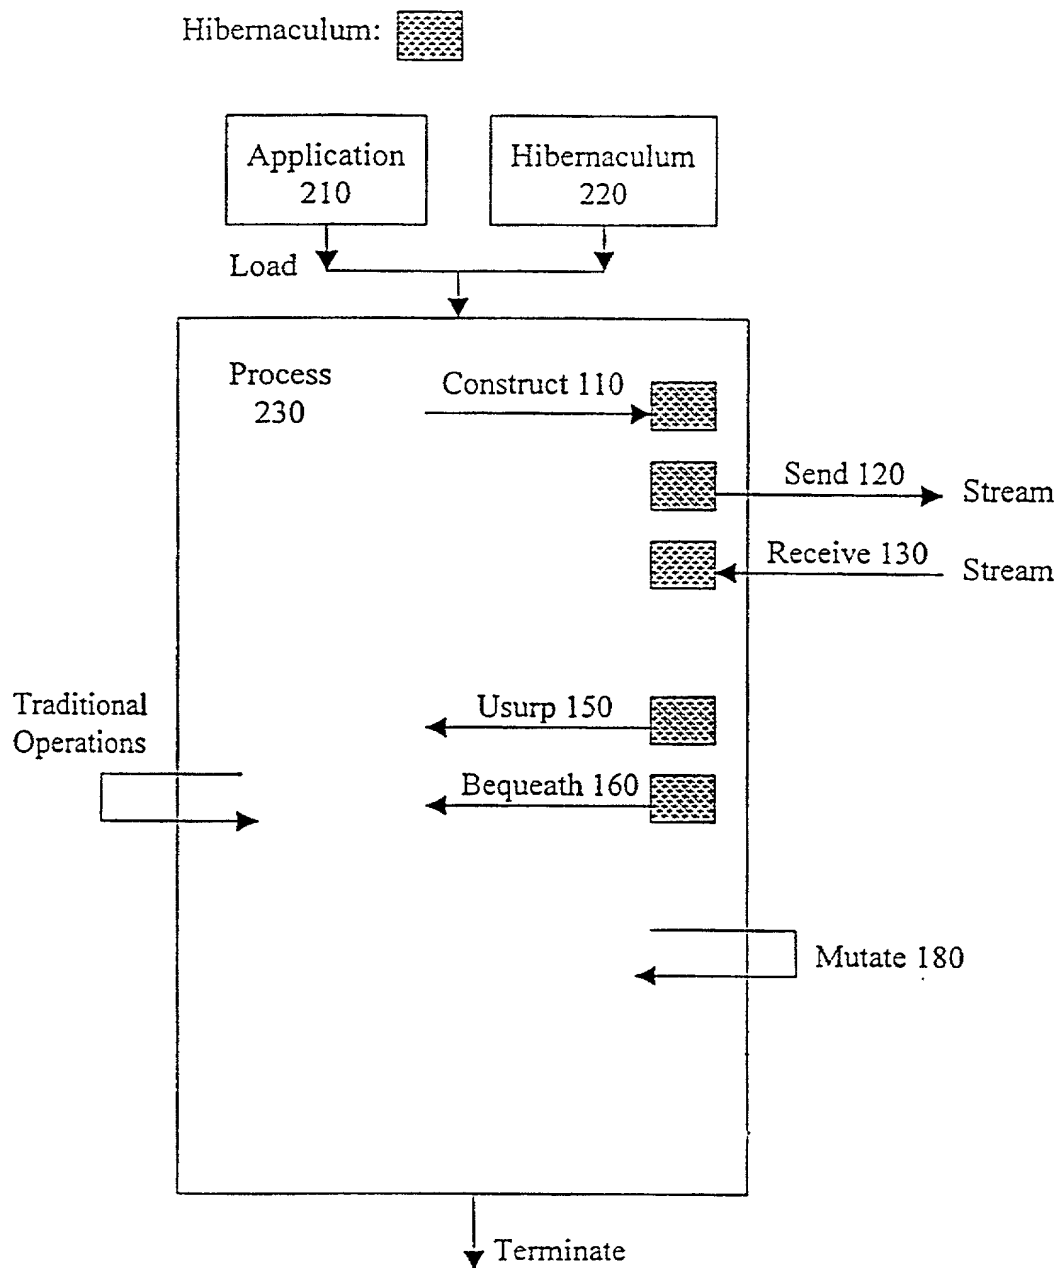 Hibernaculum:
Application
210
Hibernaculum
220
Load
Process
230
Construct 110
Send 120
Stream
Receive 130
Stream
Usurp 150
Traditional
Operations
Bequeath 160
Mutate 180
Terminate